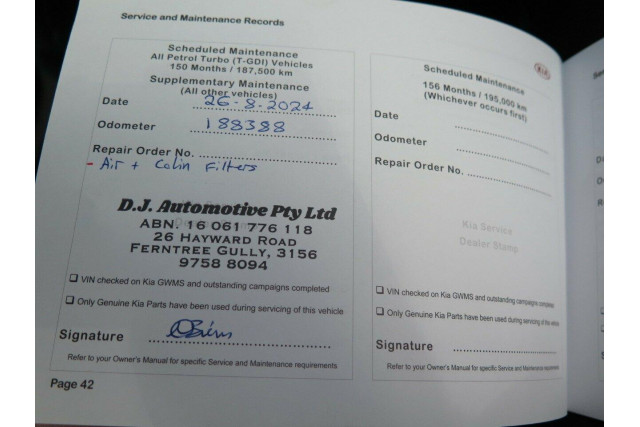 Service and Maintenance Records
Scheduled Maintenance
All Petrol Turbo (T-GDI) Vehicles
150 Months / 187,500 km
Supplementary Maintenance
(All other vehicles)
Date 26-8-2024
Odometer 188388
Repair Order No.
- Air + Cabin Filters
D.J. Automotive Pty Ltd
ABN. 16 061 776 118
26 Hayward Road
Ferntree Gully, 3156
9758 8094
VIN checked on Kia GWMS and outstanding campaigns completed
Only Genuine Kia Parts have been used during servicing of this vehicle
Signature
Refer to your Owner's Manual for specific Service and Maintenance requirements
Page 42
KIA
Scheduled Maintenance
156 Months / 195,000 km
(Whichever occurs first)
Date
Odometer
Repair Order No.
Kia Service
Dealer Stamp
VIN checked on Kia GWMS and outstanding campaigns completed
Only Genuine Kia Parts have been used during servicing of this vehicle
Signature
Refer to your Owner's Manual for specific Service and Maintenance requirements